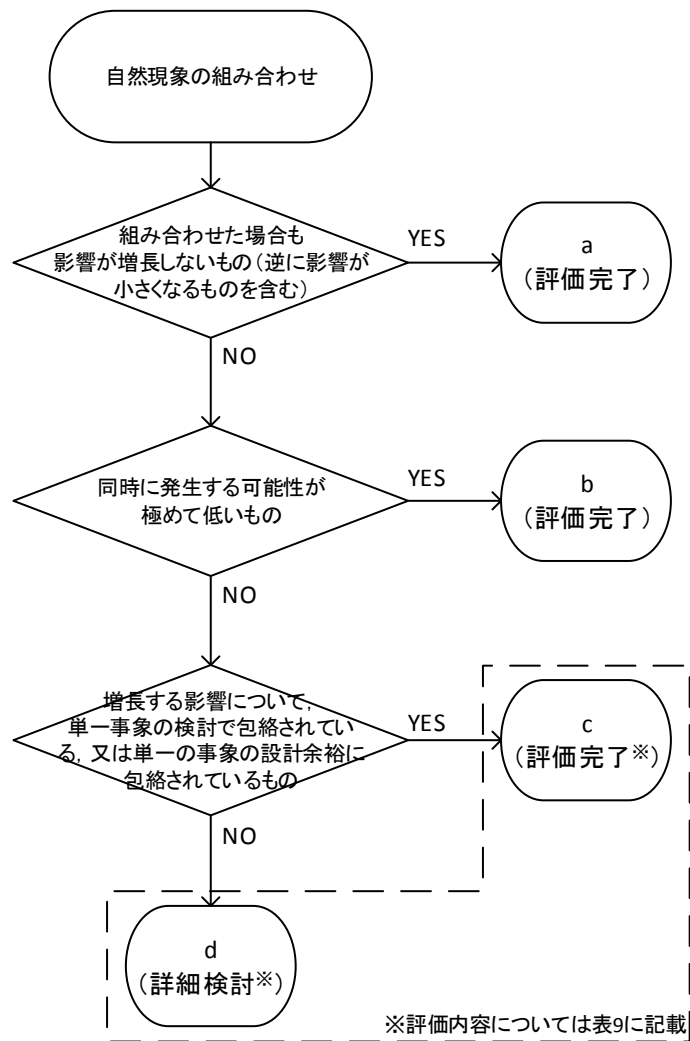 自然現象の組み合わせ
組み合わせた場合も
影響が増長しないもの（逆に影響が
小さくなるものを含む）
YES
a
（評価完了）
NO
同時に発生する可能性が
極めて低いもの
YES
b
（評価完了）
NO
増長する影響について，
単一事象の検討で包絡されてい
る，又は単一の事象の設計余裕に
包絡されているもの
YES
c
（評価完了※）
NO
d
（詳細検討※）
※評価内容については表9に記載